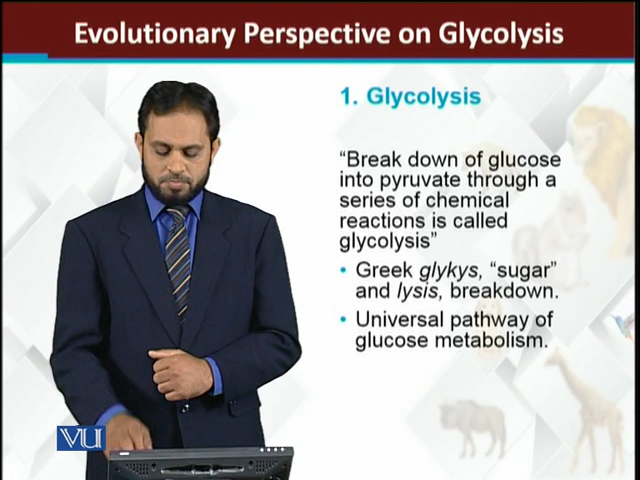 Evolutionary Perspective on Glycolysis
1. Glycolysis
“Break down of glucose
into pyruvate through a
series of chemical
reactions is called
glycolysis”
• Greek glykys, “sugar”
and lysis, breakdown.
• Universal pathway of
glucose metabolism.
VU